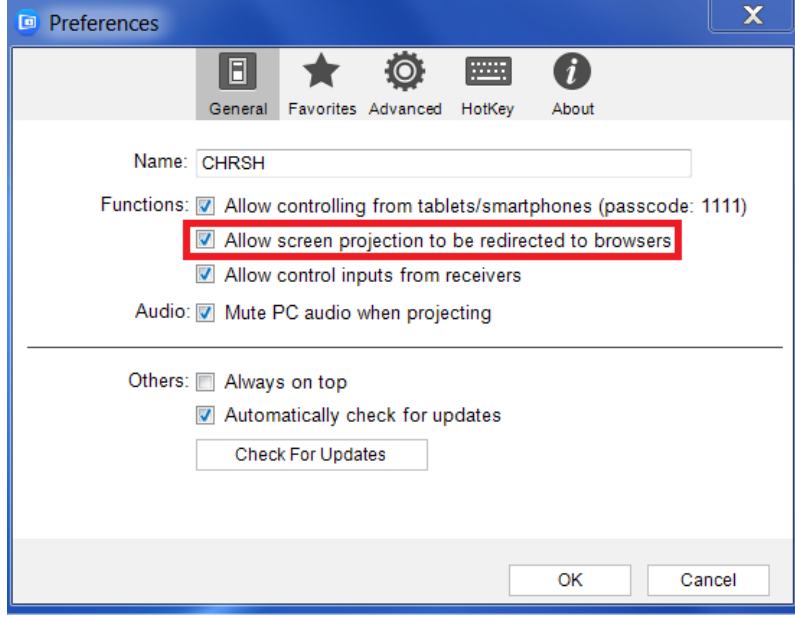 Preferences
X
General Favorites Advanced HotKey About
Name: CHRSH
Functions: Allow controlling from tablets/smartphones (passcode: 1111)
Allow screen projection to be redirected to browsers
Allow control inputs from receivers
Audio: Mute PC audio when projecting
Others: Always on top
Automatically check for updates
Check For Updates
OK Cancel